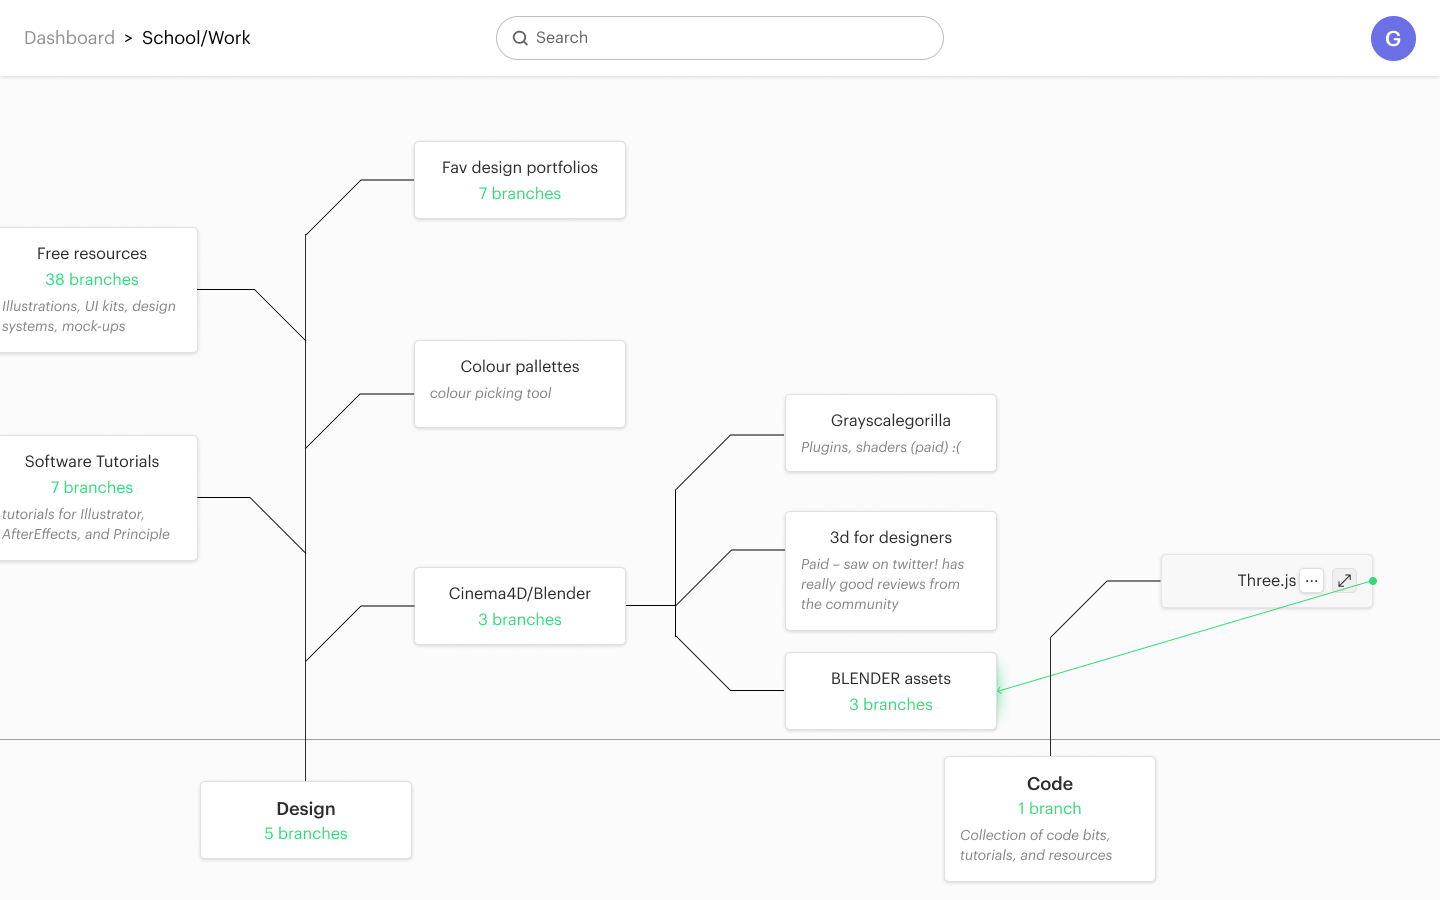 Dashboard > School/Work
Search
G
Fav design portfolios
7 branches
Free resources
38 branches
Illustrations, UI kits, design
systems, mock-ups
Colour pallettes
colour picking tool
Grayscalegorilla
Plugins, shaders (paid) :(
Software Tutorials
7 branches
tutorials for Illustrator,
AfterEffects, and Principle
3d for designers
Paid – saw on twitter! has
really good reviews from
the community
Cinema4D/Blender
3 branches
Three.js
BLENDER assets
3 branches
Design
5 branches
Code
1 branch
Collection of code bits,
tutorials, and resources